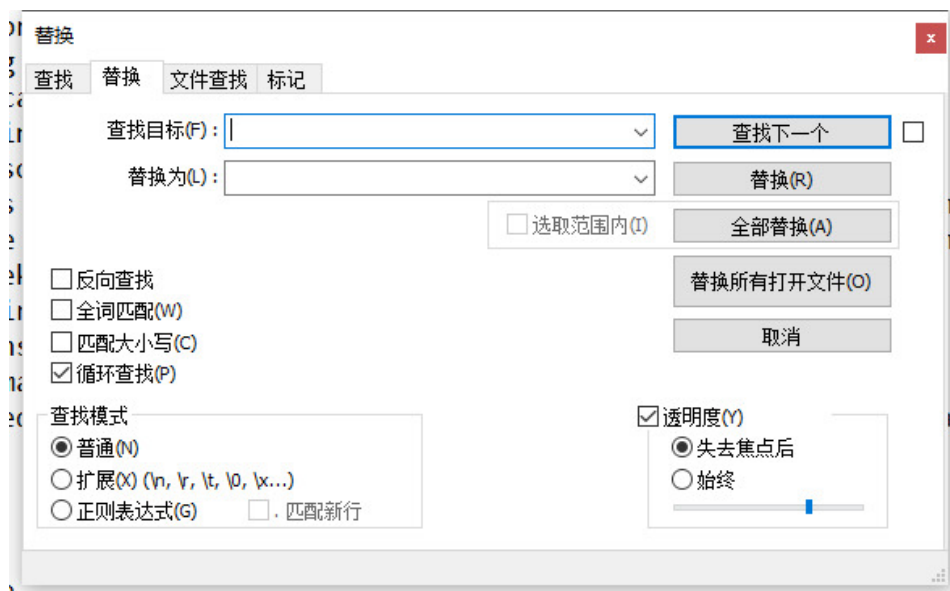 替换
x
查找 替换 文件查找 标记
查找目标(F)： 查找下一个
替换为(L)： 替换(R)
选取范围内(I) 全部替换(A)
替换所有打开文件(O)
反向查找
全词匹配(W)
匹配大小写(C) 取消
循环查找(P)
查找模式 透明度(Y)
普通(N) 失去焦点后
扩展(X) (\n, \r, \t, \0, \x...) 始终
正则表达式(G) . 匹配新行